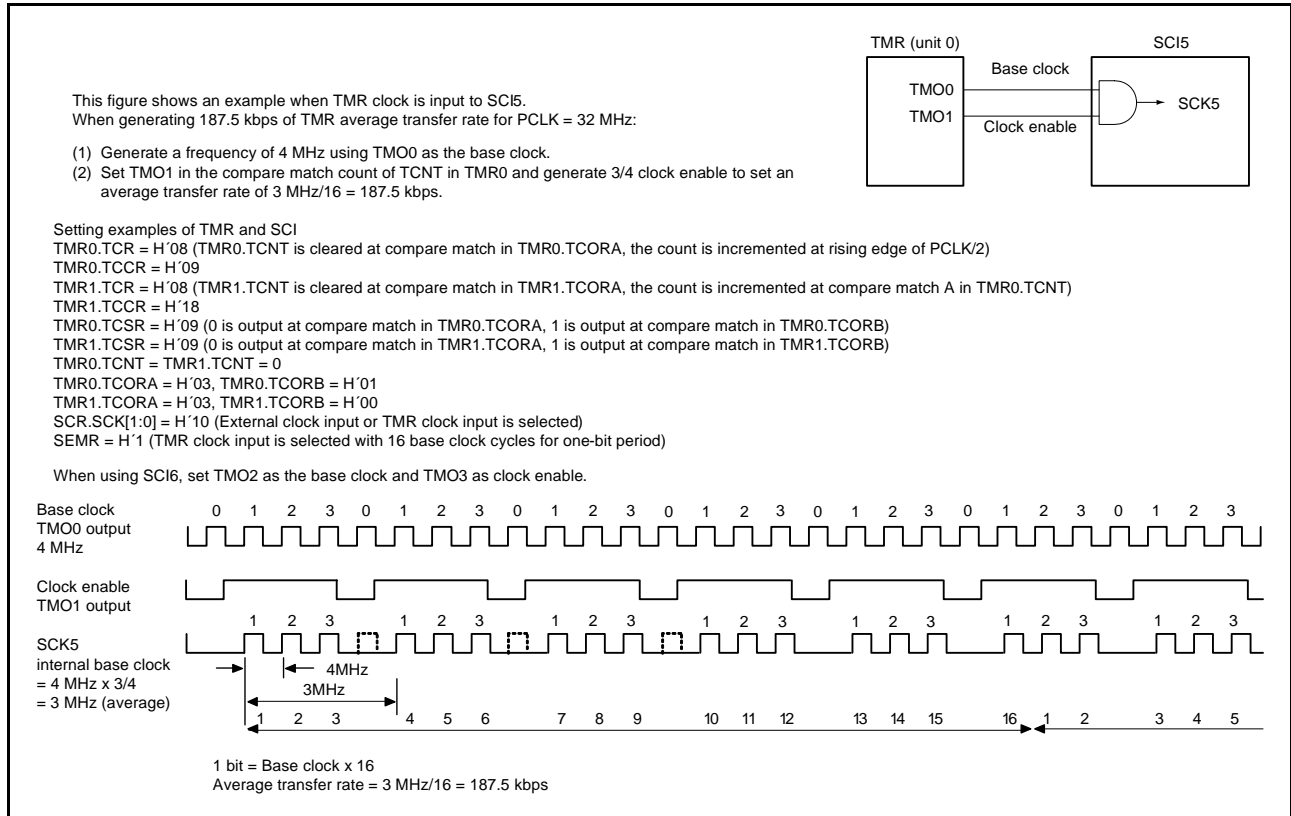 TMR (unit 0)
SCI5
Base clock
TMO0
TMO1
SCK5
Clock enable
This figure shows an example when TMR clock is input to SCI5.
When generating 187.5 kbps of TMR average transfer rate for PCLK = 32 MHz:
(1) Generate a frequency of 4 MHz using TMO0 as the base clock.
(2) Set TMO1 in the compare match count of TCNT in TMR0 and generate 3/4 clock enable to set an
average transfer rate of 3 MHz/16 = 187.5 kbps.
Setting examples of TMR and SCI
TMR0.TCR = H´08 (TMR0.TCNT is cleared at compare match in TMR0.TCORA, the count is incremented at rising edge of PCLK/2)
TMR0.TCCR = H´09
TMR1.TCR = H´08 (TMR1.TCNT is cleared at compare match in TMR1.TCORA, the count is incremented at compare match A in TMR0.TCNT)
TMR1.TCCR = H´18
TMR0.TCSR = H´09 (0 is output at compare match in TMR0.TCORA, 1 is output at compare match in TMR0.TCORB)
TMR1.TCSR = H´09 (0 is output at compare match in TMR1.TCORA, 1 is output at compare match in TMR1.TCORB)
TMR0.TCNT = TMR1.TCNT = 0
TMR0.TCORA = H´03, TMR0.TCORB = H´01
TMR1.TCORA = H´03, TMR1.TCORB = H´00
SCR.SCK[1:0] = H´10 (External clock input or TMR clock input is selected)
SEMR = H´1 (TMR clock input is selected with 16 base clock cycles for one-bit period)
When using SCI6, set TMO2 as the base clock and TMO3 as clock enable.
Base clock
TMO0 output
4 MHz
0 1 2 3 0 1 2 3 0 1 2 3 0 1 2 3 0 1 2 3 0 1 2 3 0 1 2 3
Clock enable
TMO1 output
1 2 3 1 2 3 1 2 3 1 2 3 1 2 3 1 2 3 1 2 3
SCK5
internal base clock
= 4 MHz x 3/4
= 3 MHz (average)
4MHz
3MHz
1 2 3 4 5 6 7 8 9 10 11 12 13 14 15 16 1 2 3 4 5
1 bit = Base clock x 16
Average transfer rate = 3 MHz/16 = 187.5 kbps